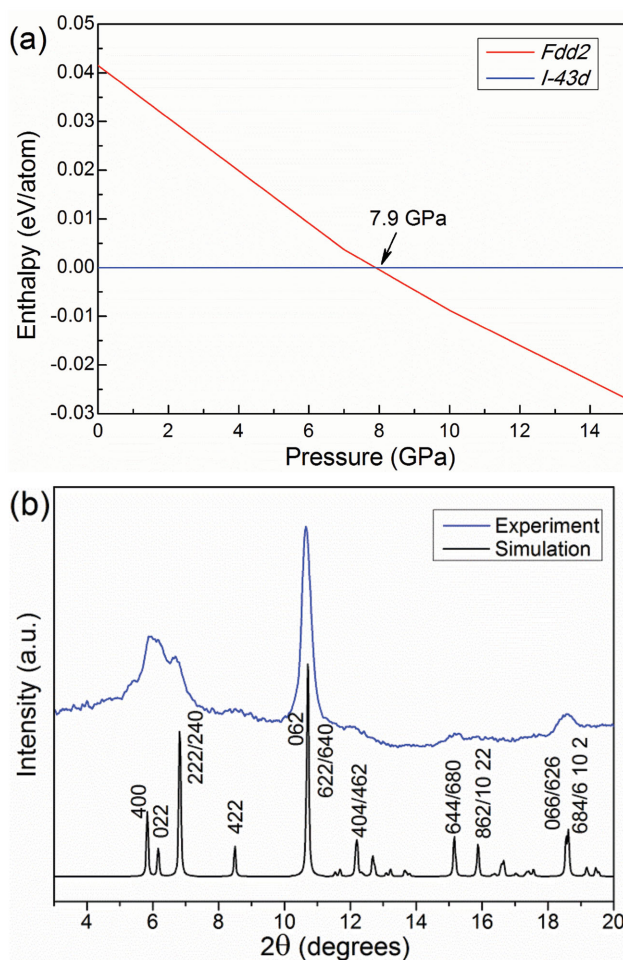 (a)
0.05
0.04
0.03
0.02
0.01
0.00
-0.01
-0.02
-0.03
Enthalpy (eV/atom)
Fdd2
I-43d
7.9 GPa
0 2 4 6 8 10 12 14
Pressure (GPa)
(b)
Experiment
Simulation
Intensity (a.u.)
400
022
222/240
422
062
622/640
404/462
644/680
862/10 22
066/626
684/6 10 2
4 6 8 10 12 14 16 18 20
2θ (degrees)